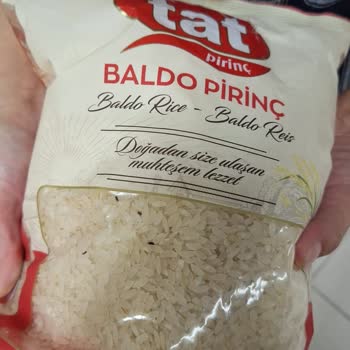 tat
pirinç
BALDO PİRİNÇ
Baldo Rice - Baldo Reis
Doğadan size ulaşan
muhteşem lezzet